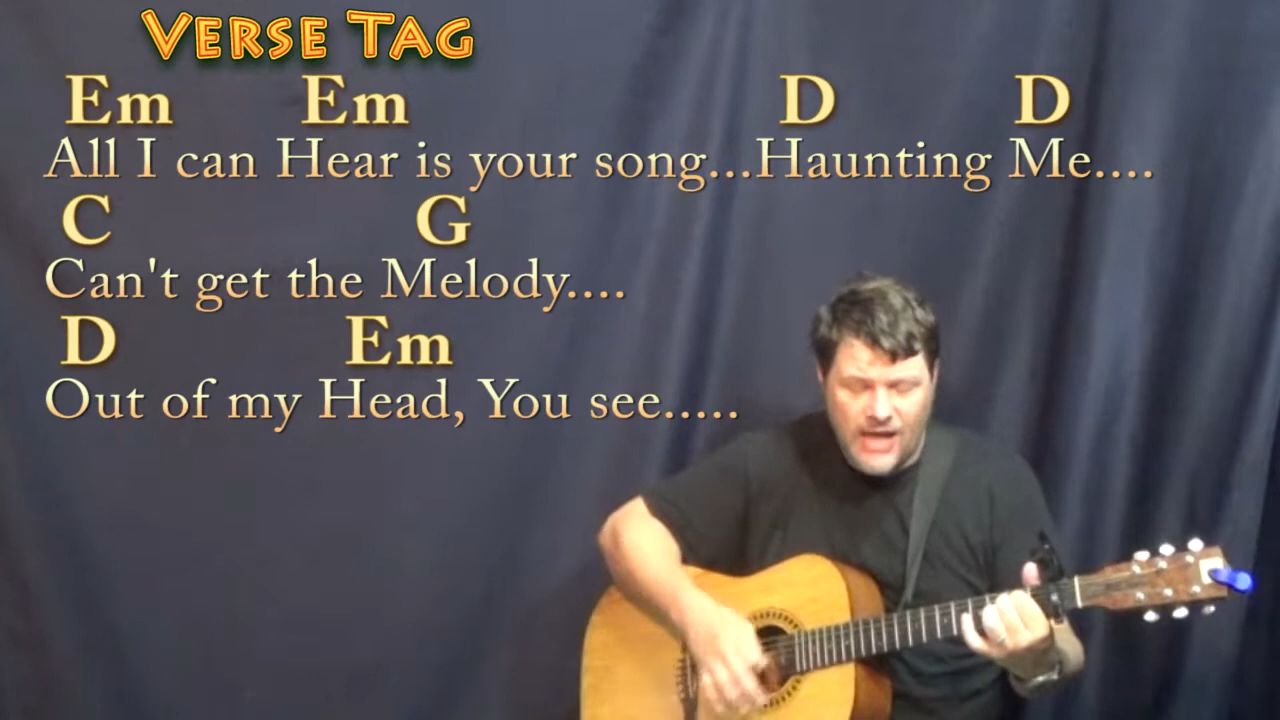 VERSE TAG
Em Em D D
All I can Hear is your song...Haunting Me....
C G
Can't get the Melody....
D Em
Out of my Head, You see.....